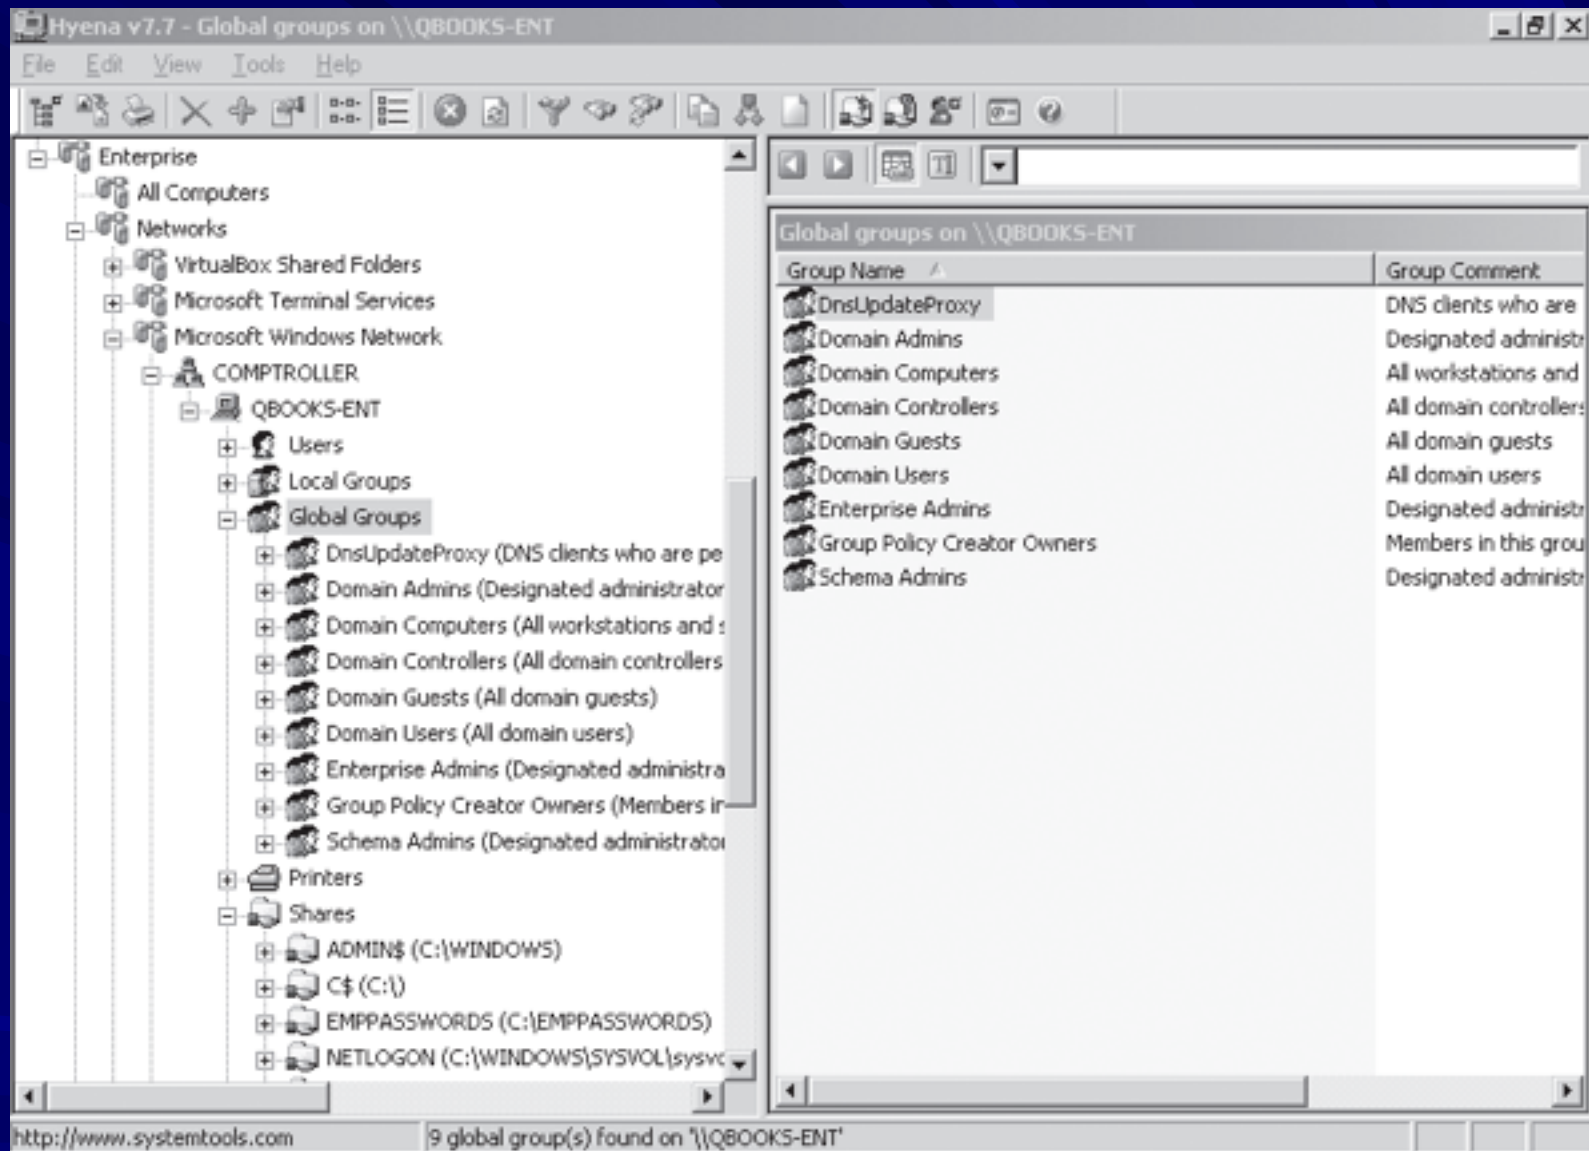 Hyena v7.7 - Global groups on \\QBOOKS-ENT
File Edit View Tools Help
Enterprise
All Computers
Networks
VirtualBox Shared Folders
Microsoft Terminal Services
Microsoft Windows Network
COMPTROLLER
QBOOKS-ENT
Users
Local Groups
Global Groups
DnsUpdateProxy (DNS clients who are pe
Domain Admins (Designated administrator
Domain Computers (All workstations and s
Domain Controllers (All domain controllers
Domain Guests (All domain guests)
Domain Users (All domain users)
Enterprise Admins (Designated administra
Group Policy Creator Owners (Members in
Schema Admins (Designated administrator
Printers
Shares
ADMIN$ (C:\WINDOWS)
C$ (C:\)
EMPPASSWORDS (C:\EMPPASSWORDS)
NETLOGON (C:\WINDOWS\SYSVOL\sysvo
Global groups on \\QBOOKS-ENT
Group Name Group Comment
DnsUpdateProxy DNS clients who are
Domain Admins Designated administr
Domain Computers All workstations and
Domain Controllers All domain controllers
Domain Guests All domain guests
Domain Users All domain users
Enterprise Admins Designated administr
Group Policy Creator Owners Members in this grou
Schema Admins Designated administr
http://www.systemtools.com 9 global group(s) found on '\\QBOOKS-ENT'